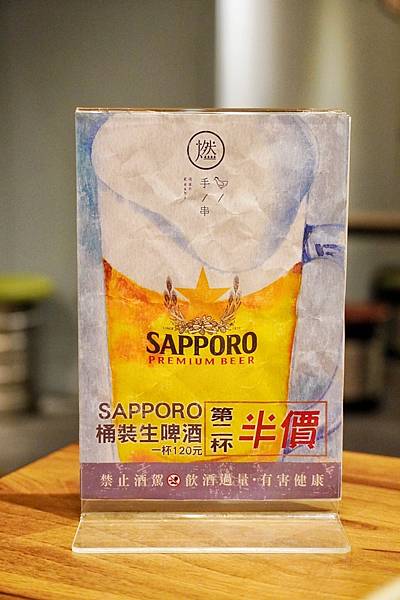 燃
手串
SAPPORO
PREMIUM BEER
SAPPORO
桶裝生啤酒
一杯120元
第二杯
半價
禁止酒駕 飲酒過量・有害健康